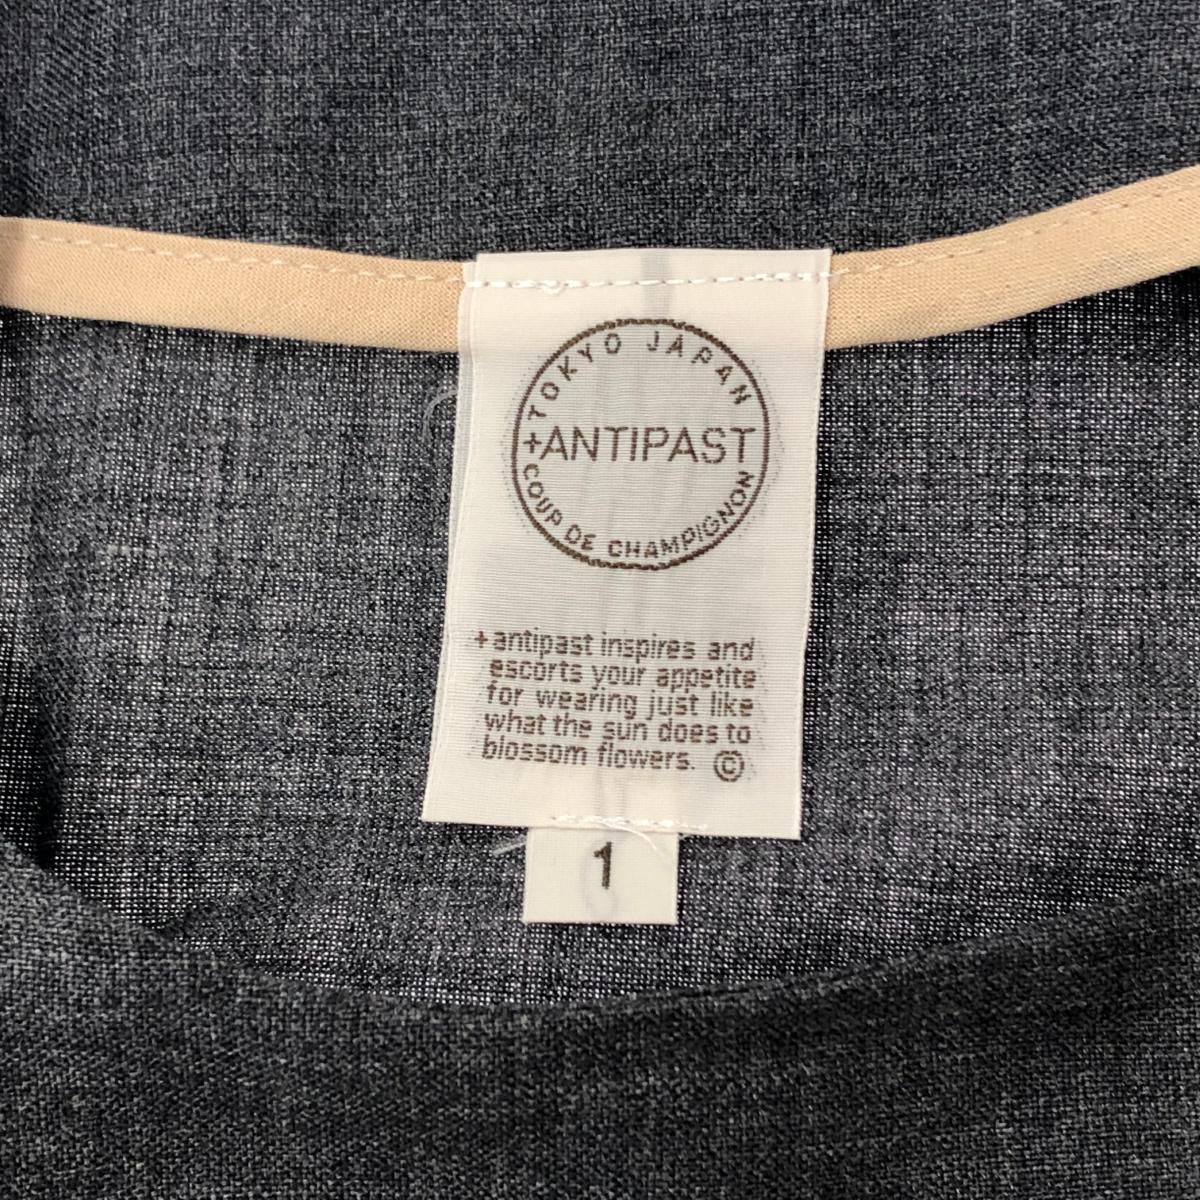 TOKYO JAPAN
+ANTIPAST
COUP DE CHAMPIGNON
+antipast inspires and
escorts your appetite
for wearing just like
what the sun does to
blossom flowers. ©
1